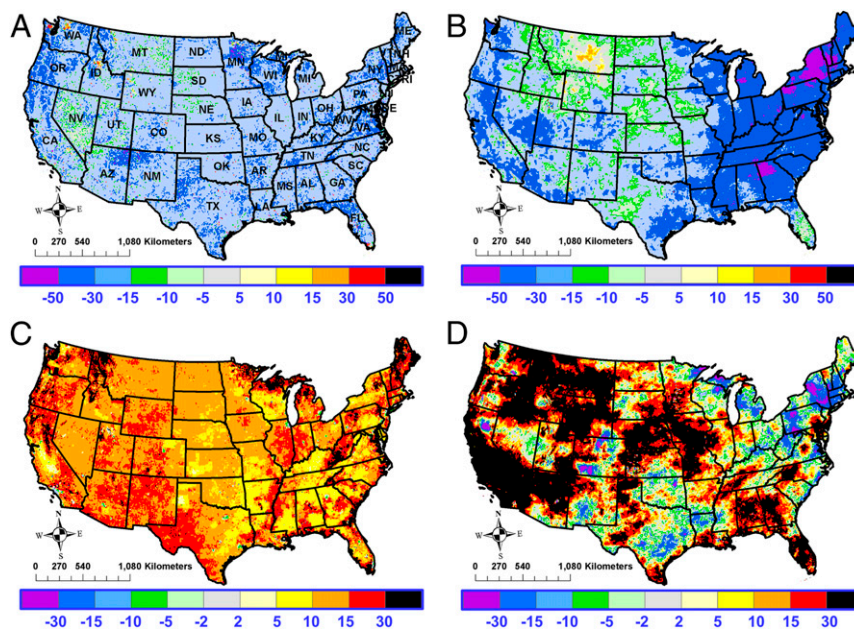 A
WA
OR
ID
MT
ND
MN
SD
WY
WI
MI
NV
UT
CA
NE
IA
CO
KS
IL
IN
OH
MO
KY
WV
VA
PA
NY
ME
AZ
NM
OK
AR
TN
NC
SC
TX
LA
MS
AL
GA
FL
N
W E
S
0 270 540 1,080 Kilometers
-50 -30 -15 -10 -5 5 10 15 30 50
B
N
W E
S
0 270 540 1,080 Kilometers
-50 -30 -15 -10 -5 5 10 15 30 50
C
N
W E
S
0 270 540 1,080 Kilometers
-30 -15 -10 -5 -2 2 5 10 15 30
D
N
W E
S
0 270 540 1,080 Kilometers
-30 -15 -10 -5 -2 2 5 10 15 30